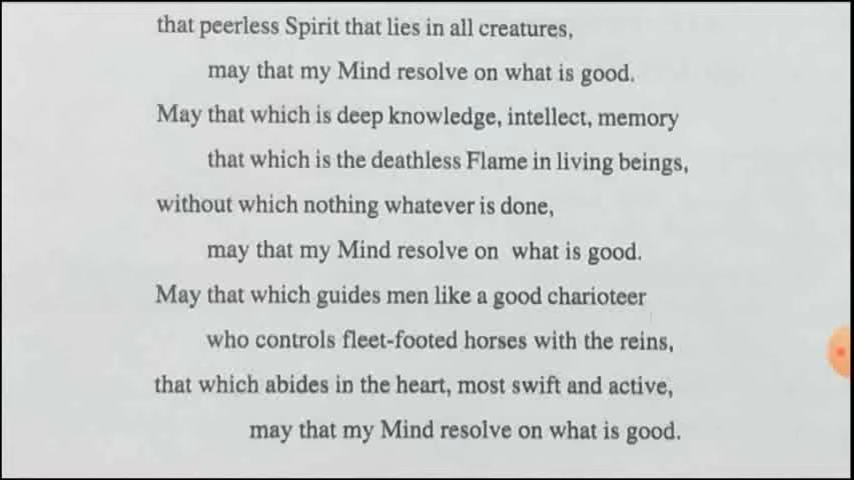 that peerless Spirit that lies in all creatures,
may that my Mind resolve on what is good.
May that which is deep knowledge, intellect, memory
that which is the deathless Flame in living beings,
without which nothing whatever is done,
may that my Mind resolve on what is good.
May that which guides men like a good charioteer
who controls fleet-footed horses with the reins,
that which abides in the heart, most swift and active,
may that my Mind resolve on what is good.